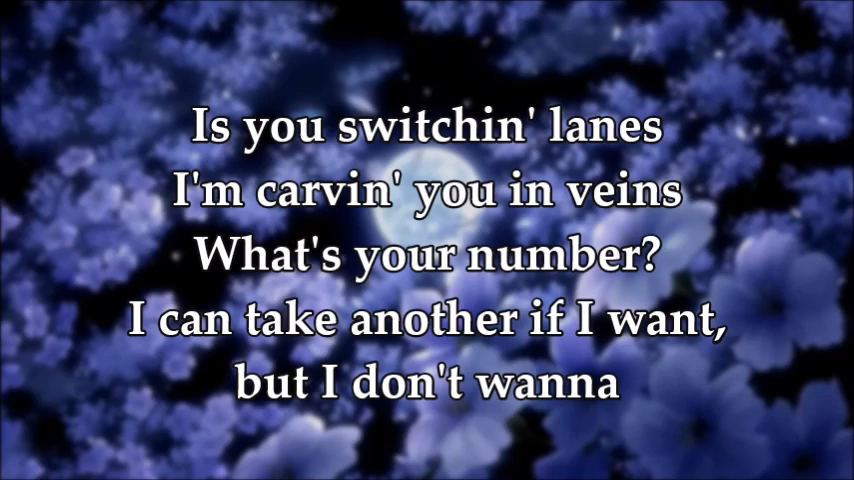 Is you switchin' lanes
I'm carvin' you in veins
What's your number?
I can take another if I want,
but I don't wanna